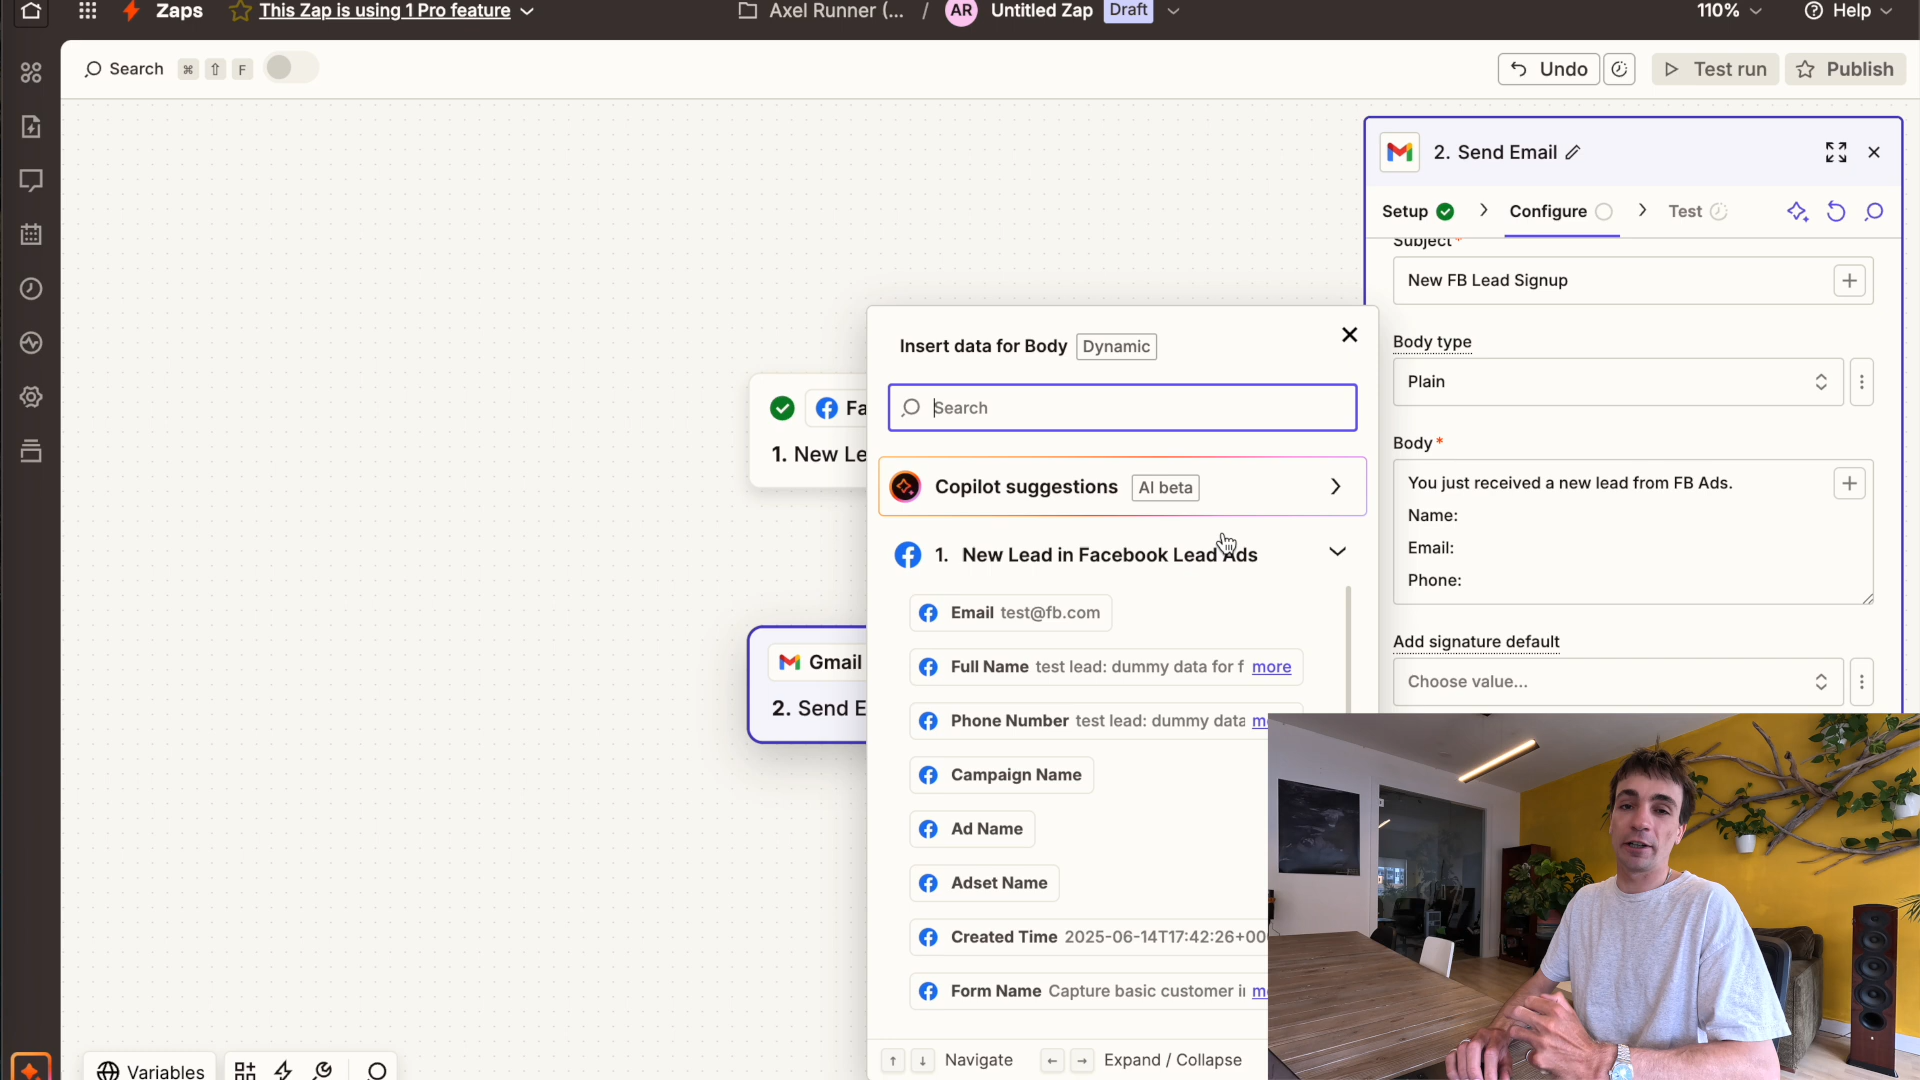 Zaps
This Zap is using 1 Pro feature
Axel Runner (...
/
AR
Untitled Zap
Draft
110%
Help
Search
⌘
⇧
F
Undo
Test run
Publish
2. Send Email
Setup
Configure
Test
Subject*
New FB Lead Signup
Body type
Plain
Body*
You just received a new lead from FB Ads.
Name:
Email:
Phone:
Add signature default
Choose value...
Fa
1. New Le
Gmail
2. Send E
Insert data for Body
Dynamic
Search
Copilot suggestions
AI beta
1. New Lead in Facebook Lead Ads
Email test@fb.com
Full Name test lead: dummy data for f more
Phone Number test lead: dummy data mo
Campaign Name
Ad Name
Adset Name
Created Time 2025-06-14T17:42:26+00
Form Name Capture basic customer i mo
↑ ↓ Navigate
← → Expand / Collapse
Variables